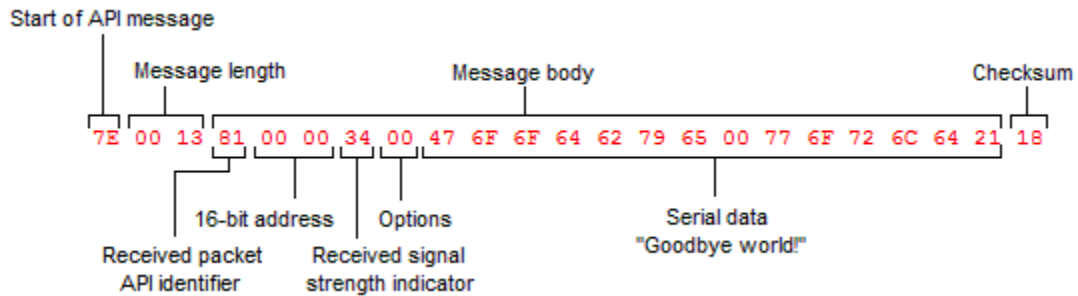 Start of API message
Message length
Message body
Checksum
7E 00 13 81 00 00 34 00 47 6F 6F 64 62 79 65 00 77 6F 72 6C 64 21 18
16-bit address
Options
Serial data
"Goodbye world!"
Received packet
API identifier
Received signal
strength indicator